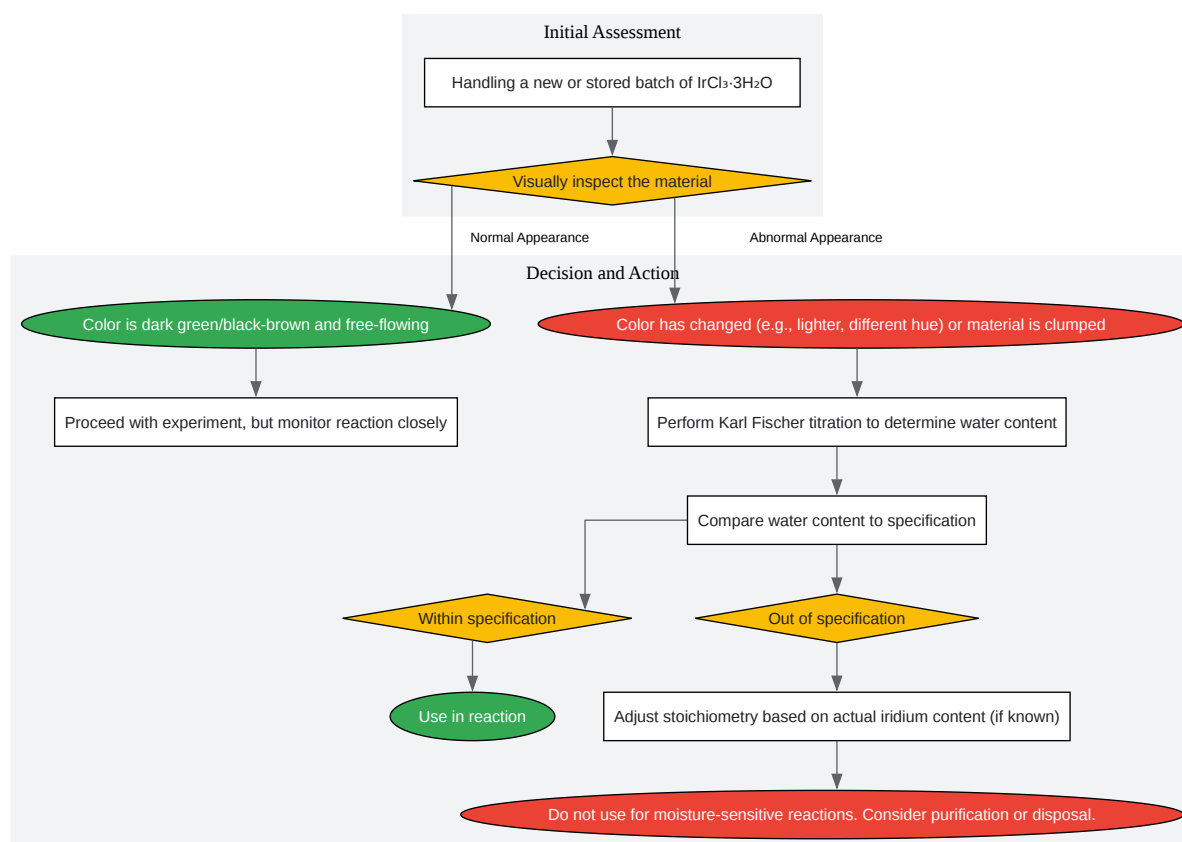 Initial Assessment
Handling a new or stored batch of IrCl₃·3H₂O
Visually inspect the material
Normal Appearance
Abnormal Appearance
Decision and Action
Color is dark green/black-brown and free-flowing
Color has changed (e.g., lighter, different hue) or material is clumped
Proceed with experiment, but monitor reaction closely
Perform Karl Fischer titration to determine water content
Compare water content to specification
Within specification
Out of specification
Use in reaction
Adjust stoichiometry based on actual iridium content (if known)
Do not use for moisture-sensitive reactions. Consider purification or disposal.